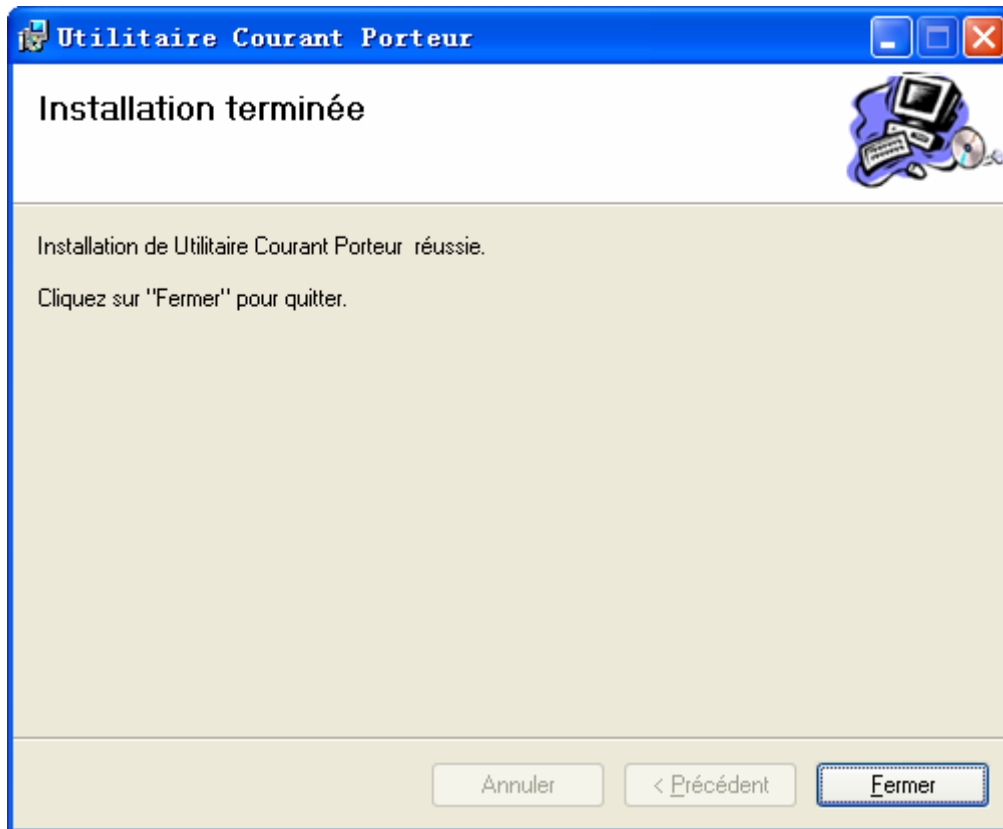 Utilitaire Courant Porteur
Installation terminée
Installation de Utilitaire Courant Porteur  réussie.
Cliquez sur "Fermer" pour quitter.
Annuler
< Précédent
Fermer